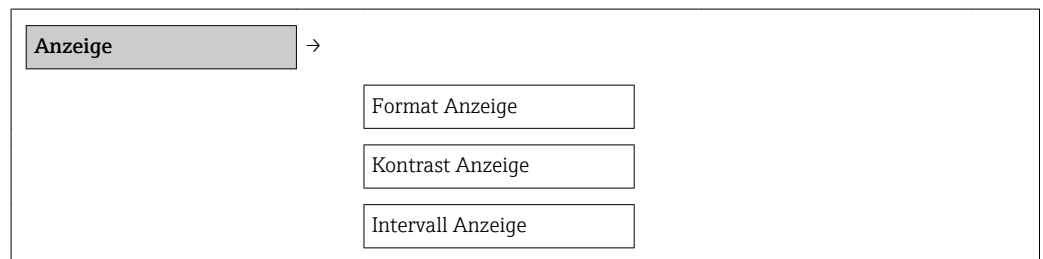 Anzeige →
Format Anzeige
Kontrast Anzeige
Intervall Anzeige